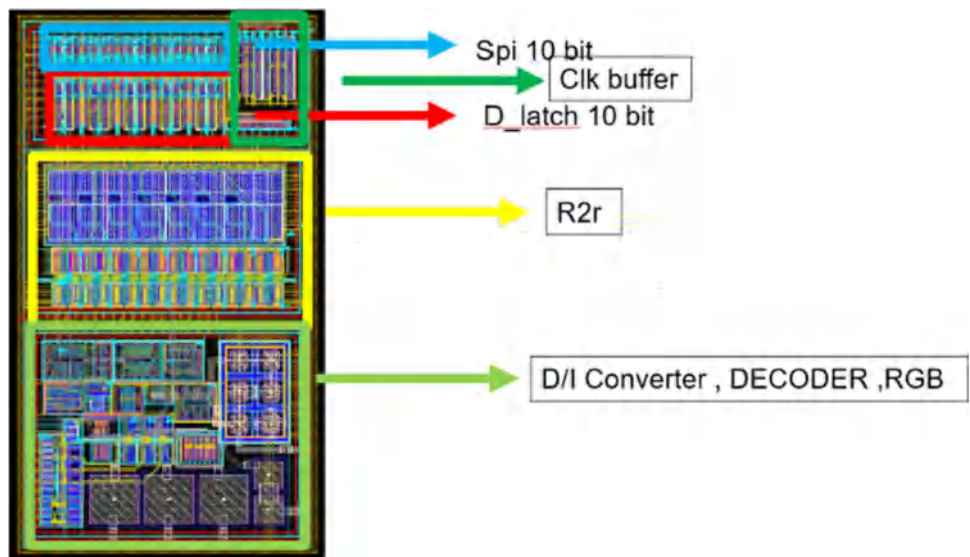 Spi 10 bit
Clk buffer
D_latch 10 bit
R2r
D/I Converter , DECODER ,RGB